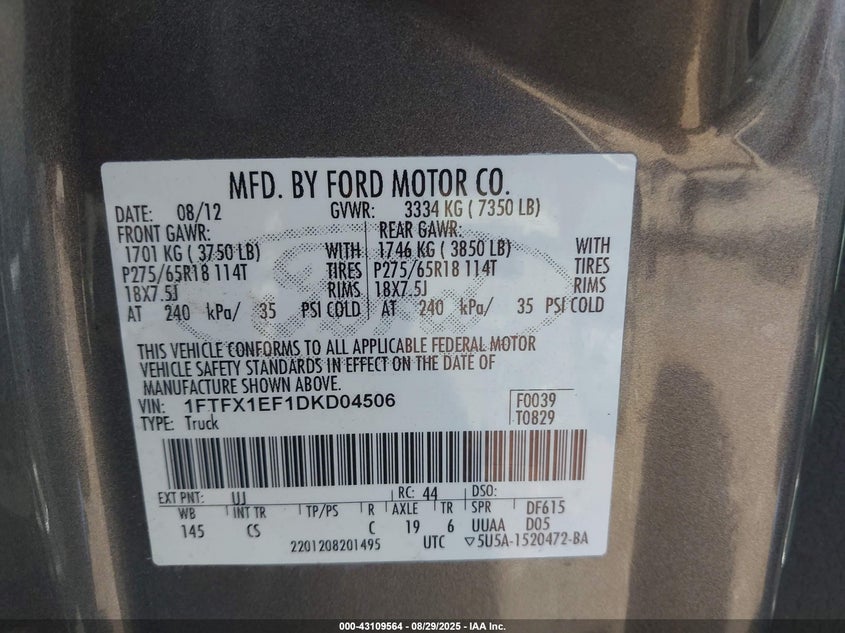 MFD. BY FORD MOTOR CO.
DATE: 08/12 GVWR: 3334 KG ( 7350 LB)
FRONT GAWR: REAR GAWR:
1701 KG ( 3750 LB) WITH 1746 KG ( 3850 LB) WITH
P275/65R18 114T TIRES P275/65R18 114T TIRES
18X7.5J RIMS 18X7.5J RIMS
AT 240 kPa/ 35 PSI COLD AT 240 kPa/ 35 PSI COLD
THIS VEHICLE CONFORMS TO ALL APPLICABLE FEDERAL MOTOR
VEHICLE SAFETY STANDARDS IN EFFECT ON THE DATE OF
MANUFACTURE SHOWN ABOVE.
VIN: 1FTFX1EF1DKD04506 F0039
TYPE: Truck T0829
EXT PNT: UJ RC: 44 DSO:
WB INT TR TP/PS R AXLE TR SPR DF615
145 CS C 19 6 UUAA D05
2201208201495 UTC ▽5U5A-1520472-BA
000-43109564 - 08/29/2025 - IAA Inc.